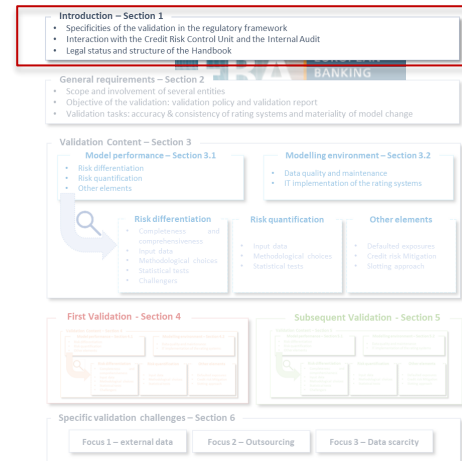 Introduction – Section 1
• Specificities of the validation in the regulatory framework
• Interaction with the Credit Risk Control Unit and the Internal Audit
• Legal status and structure of the Handbook
BANKING
General requirements – Section 2
• Scope and involvement of several entities
• Objective of the validation: validation policy and validation report
• Validation tasks: accuracy & consistency of rating systems and materiality of model change
Validation Content – Section 3
Model performance – Section 3.1
• Risk differentiation
• Risk quantification
• Other elements
Modelling environment – Section 3.2
• Data quality and maintenance
• IT implementation of the rating systems
Risk differentiation
• Completeness and
comprehensiveness
• Input data
• Methodological choices
• Statistical tests
• Challengers
Risk quantification
• Input data
• Methodological choices
• Statistical tests
Other elements
• Defaulted exposures
• Credit risk Mitigation
• Slotting approach
First Validation - Section 4
Subsequent Validation - Section 5
Specific validation challenges – Section 6
Focus 1 – external data
Focus 2 – Outsourcing
Focus 3 – Data scarcity